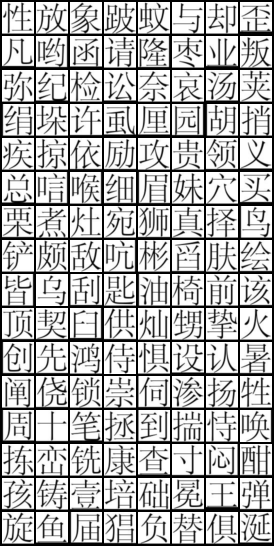 性放象跛蚊与却歪
凡哟函请隆枣业叛
弥纪检讼奈哀汤荚
绢垛许虱厘园胡捎
疾掠依励攻贵领义
总唁喉细眉妹穴买
栗煮灶宛狮真择鸟
铲颇敌吭彬舀肤绘
皆乌刮匙油椅前该
顶契臼供灿甥挚火
创先鸿侍惧设认暑
阐侥锁崇伺渗扬牲
周十笔拯到揣恃唤
拣峦铣康查寸闷酣
孩铸壹培础冕王弹
旋鱼届猖负替俱涎